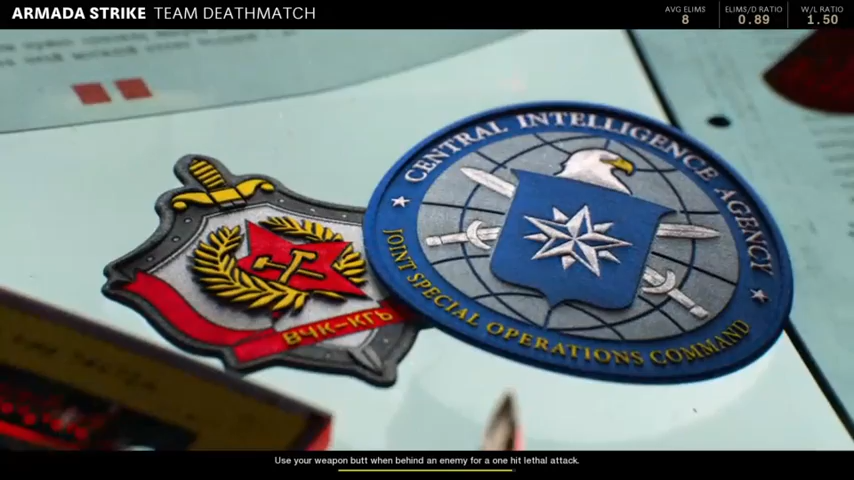 ARMADA STRIKE TEAM DEATHMATCH
AVG ELIMS
8
ELIMS/D RATIO
0.89
W/L RATIO
1.50
CENTRAL INTELLIGENCE AGENCY
JOINT SPECIAL OPERATIONS COMMAND
ВЧК-КГЬ
Use your weapon butt when behind an enemy for a one hit lethal attack.